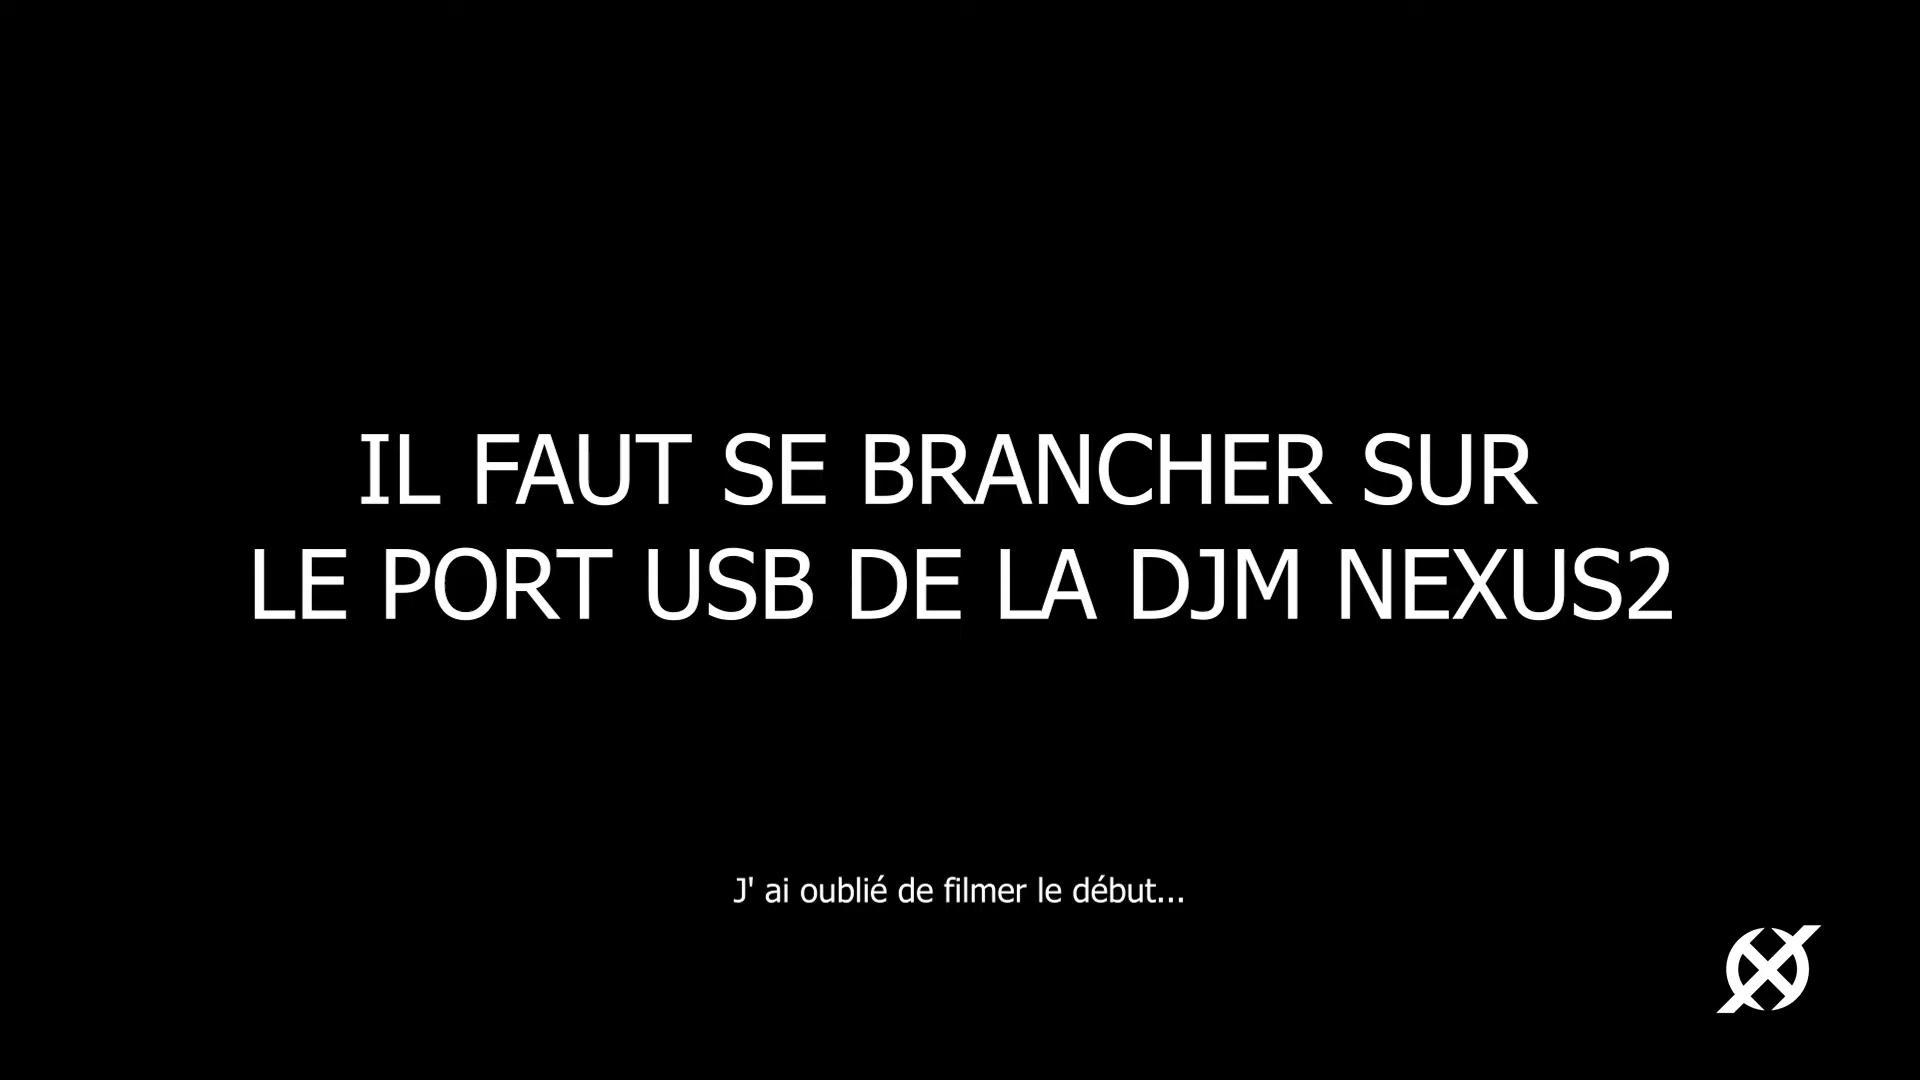 IL FAUT SE BRANCHER SUR
LE PORT USB DE LA DJM NEXUS2
J' ai oublié de filmer le début...